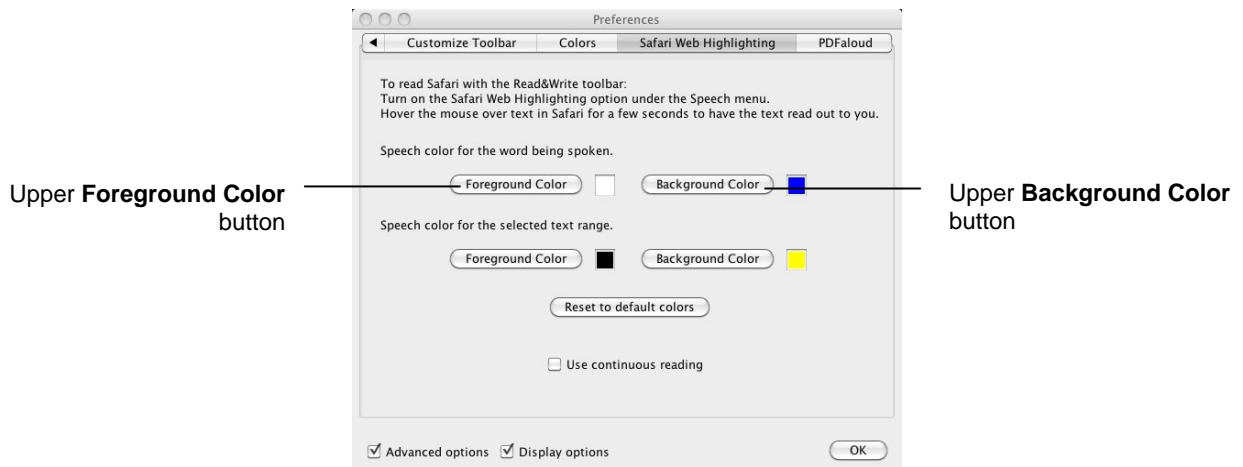 Preferences
Customize Toolbar Colors Safari Web Highlighting PDFaloud
To read Safari with the Read&Write toolbar:
Turn on the Safari Web Highlighting option under the Speech menu.
Hover the mouse over text in Safari for a few seconds to have the text read out to you.
Speech color for the word being spoken.
Upper Foreground Color
button
Foreground Color Background Color
Upper Background Color
button
Speech color for the selected text range.
Foreground Color Background Color
Reset to default colors
Use continuous reading
Advanced options Display options OK